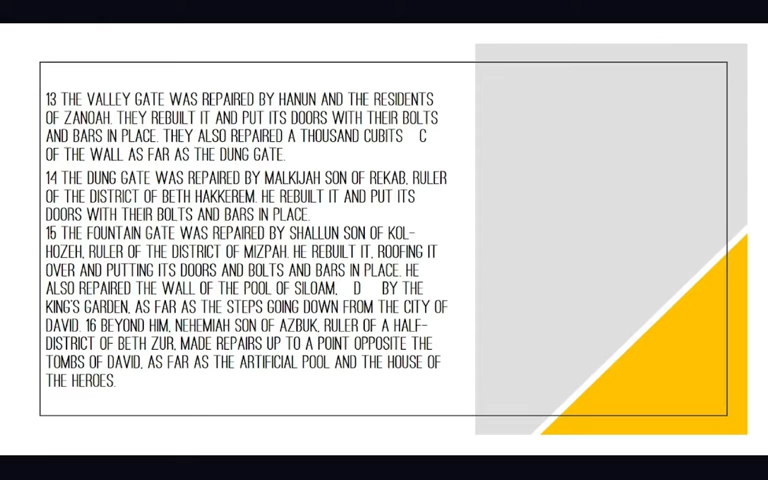 13 THE VALLEY GATE WAS REPAIRED BY HANUN AND THE RESIDENTS
OF ZANOAH. THEY REBUILT IT AND PUT ITS DOORS WITH THEIR BOLTS
AND BARS IN PLACE. THEY ALSO REPAIRED A THOUSAND CUBITS C
OF THE WALL AS FAR AS THE DUNG GATE.
14 THE DUNG GATE WAS REPAIRED BY MALKIJAH SON OF REKAB, RULER
OF THE DISTRICT OF BETH HAKKEREM. HE REBUILT IT AND PUT ITS
DOORS WITH THEIR BOLTS AND BARS IN PLACE.
15 THE FOUNTAIN GATE WAS REPAIRED BY SHALLUN SON OF KOL-
HOZEH, RULER OF THE DISTRICT OF MIZPAH. HE REBUILT IT, ROOFING IT
OVER AND PUTTING ITS DOORS AND BOLTS AND BARS IN PLACE. HE
ALSO REPAIRED THE WALL OF THE POOL OF SILOAM, D BY THE
KING'S GARDEN, AS FAR AS THE STEPS GOING DOWN FROM THE CITY OF
DAVID. 16 BEYOND HIM, NEHEMIAH SON OF AZBUK, RULER OF A HALF-
DISTRICT OF BETH ZUR, MADE REPAIRS UP TO A POINT OPPOSITE THE
TOMBS OF DAVID, AS FAR AS THE ARTIFICIAL POOL AND THE HOUSE OF
THE HEROES.